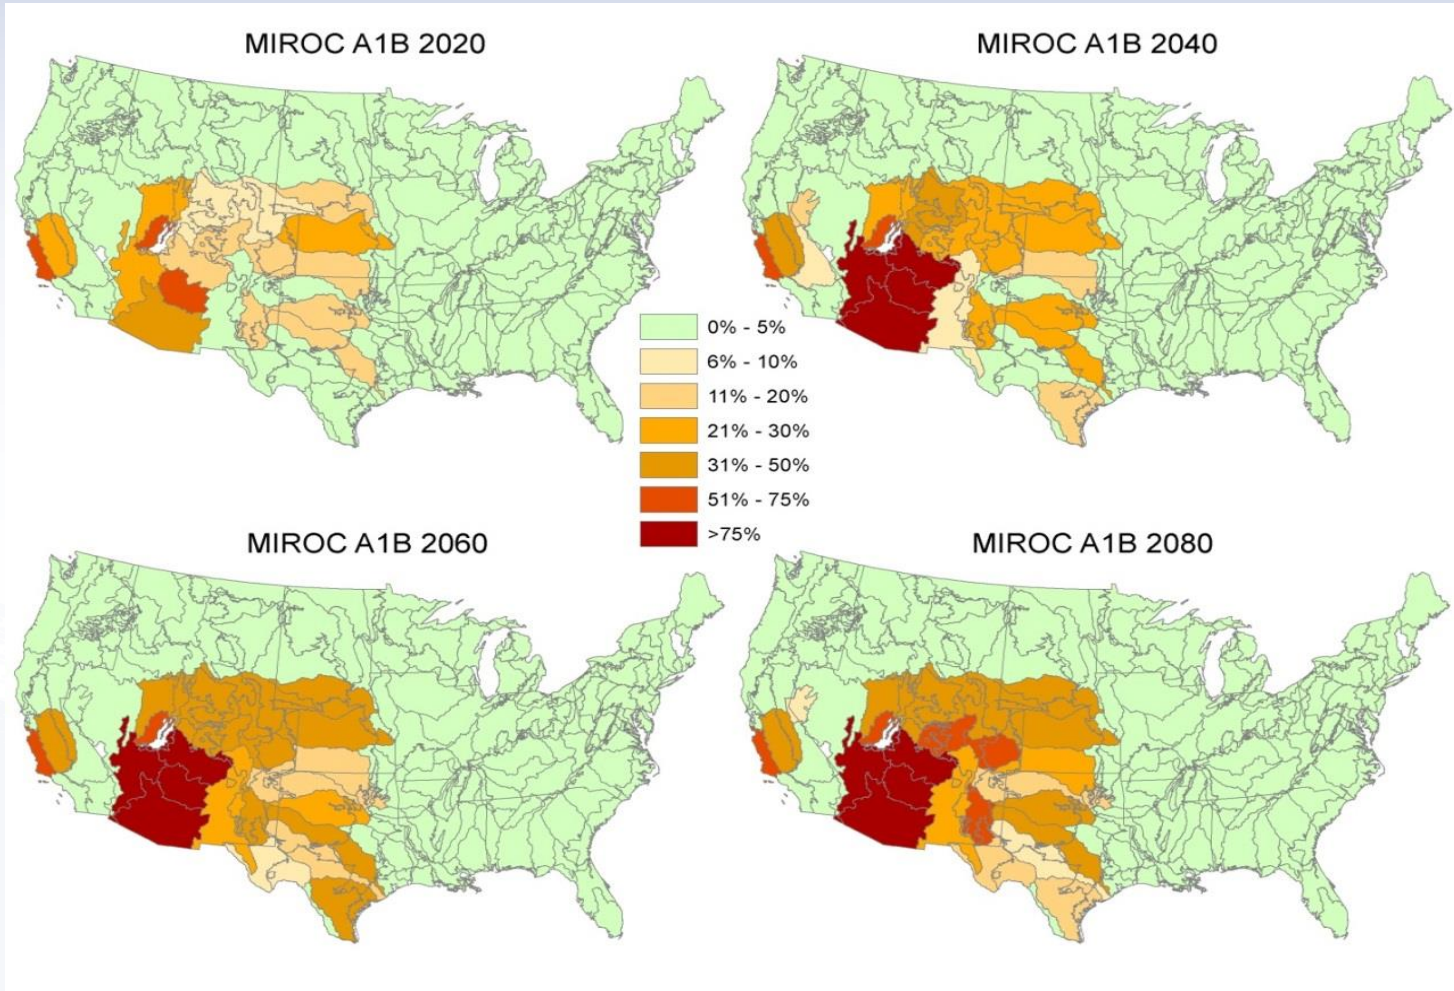 MIROC A1B 2020
MIROC A1B 2040
0% - 5%
6% - 10%
11% - 20%
21% - 30%
31% - 50%
51% - 75%
>75%
MIROC A1B 2060
MIROC A1B 2080